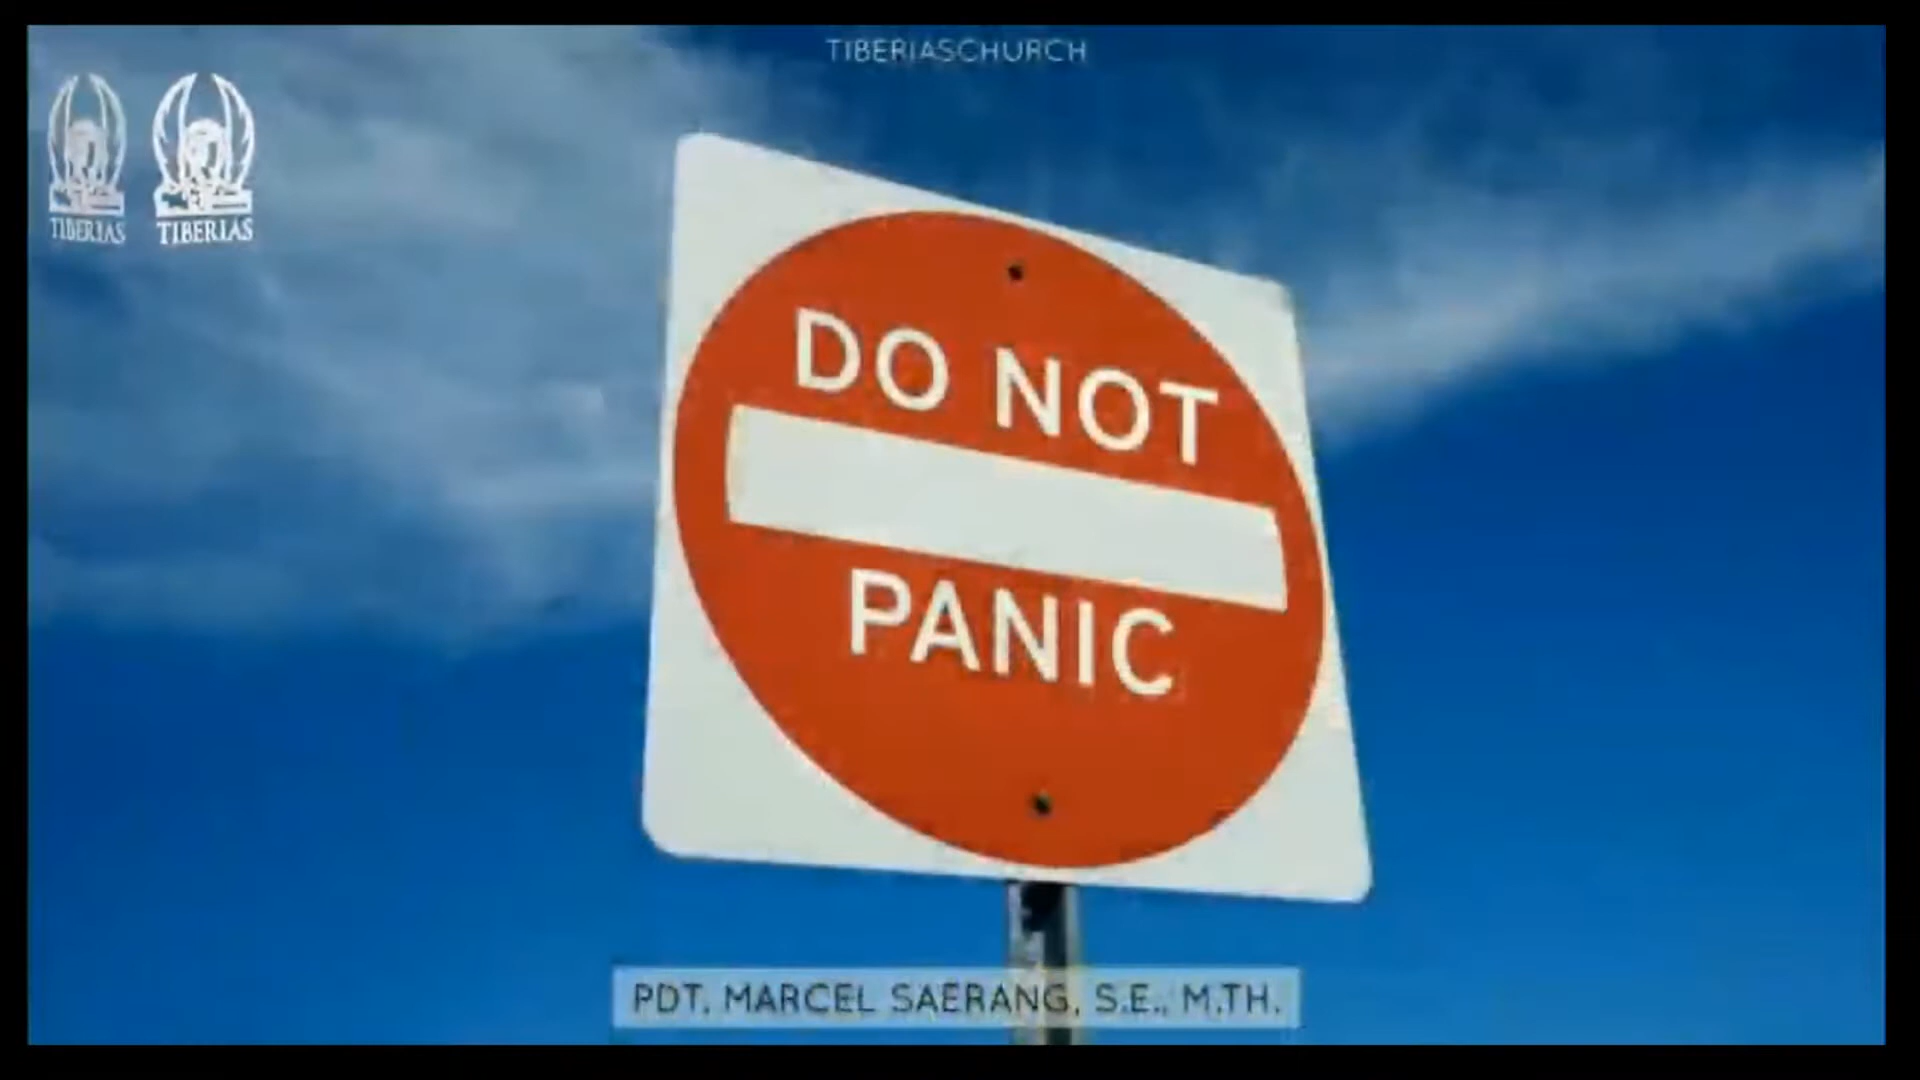 TIBERIASCHURCH
TIBERIAS
TIBERIAS
DO NOT
PANIC
PDT. MARCEL SAERANG, S.E., M.TH.